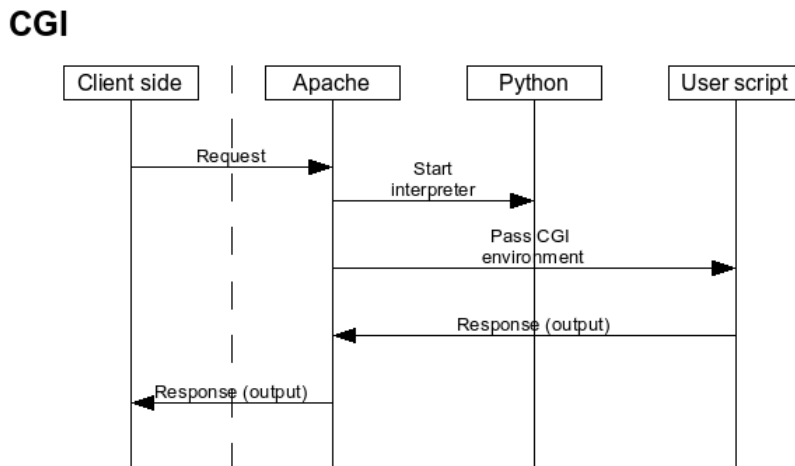 CGI
Client side
Apache
Python
User script
Request
Start
interpreter
Pass CGI
environment
Response (output)
Response (output)